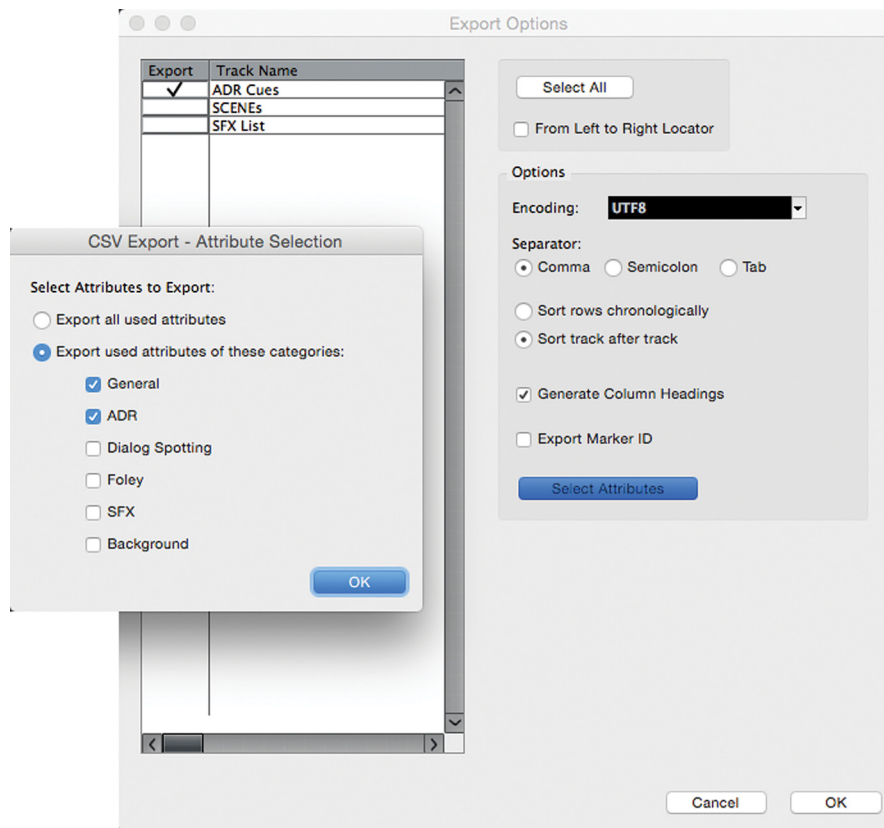 Export Options
Export Track Name
ADR Cues
SCENEs
SFX List
Select All
From Left to Right Locator
Options
Encoding: UTF8
Separator:
Comma Semicolon Tab
Sort rows chronologically
Sort track after track
Generate Column Headings
Export Marker ID
Select Attributes
CSV Export - Attribute Selection
Select Attributes to Export:
Export all used attributes
Export used attributes of these categories:
General
ADR
Dialog Spotting
Foley
SFX
Background
OK
Cancel OK